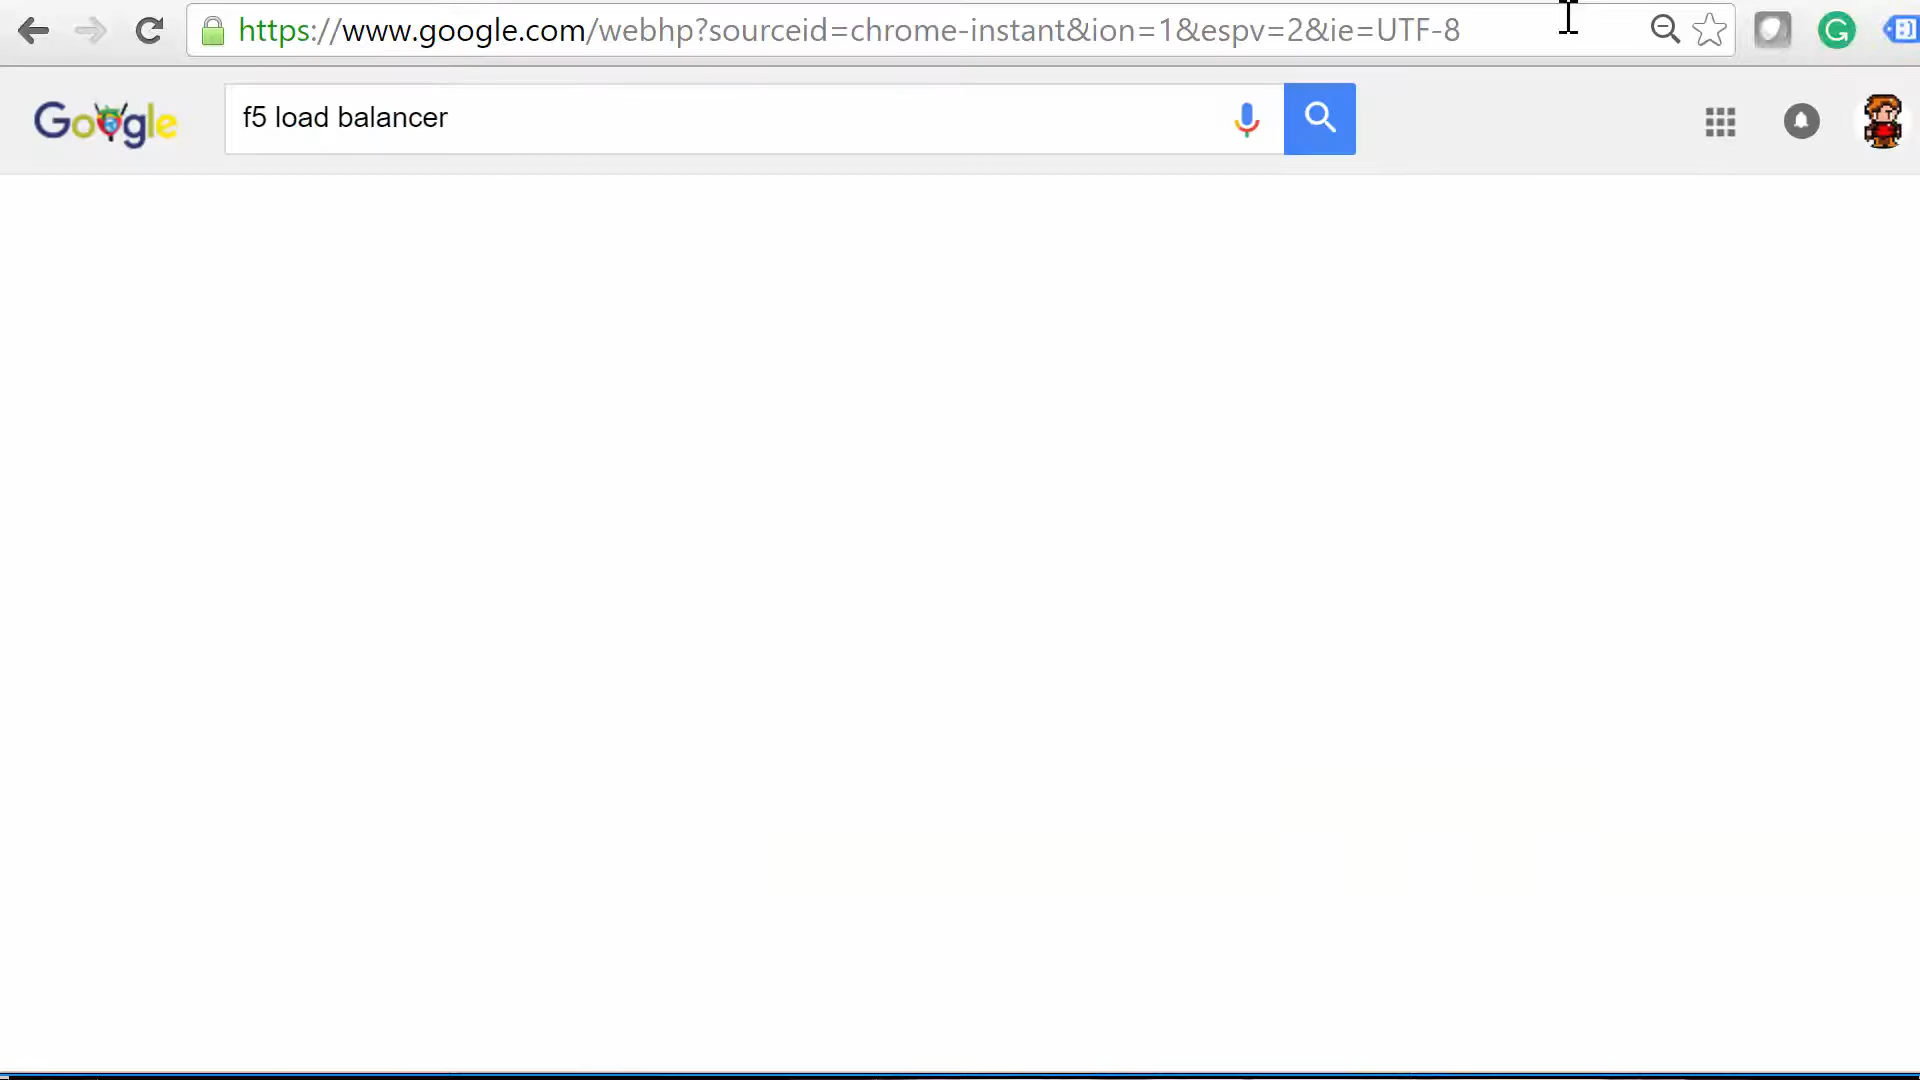 https://www.google.com/webhp?sourceid=chrome-instant&ion=1&espv=2&ie=UTF-8
Google
f5 load balancer